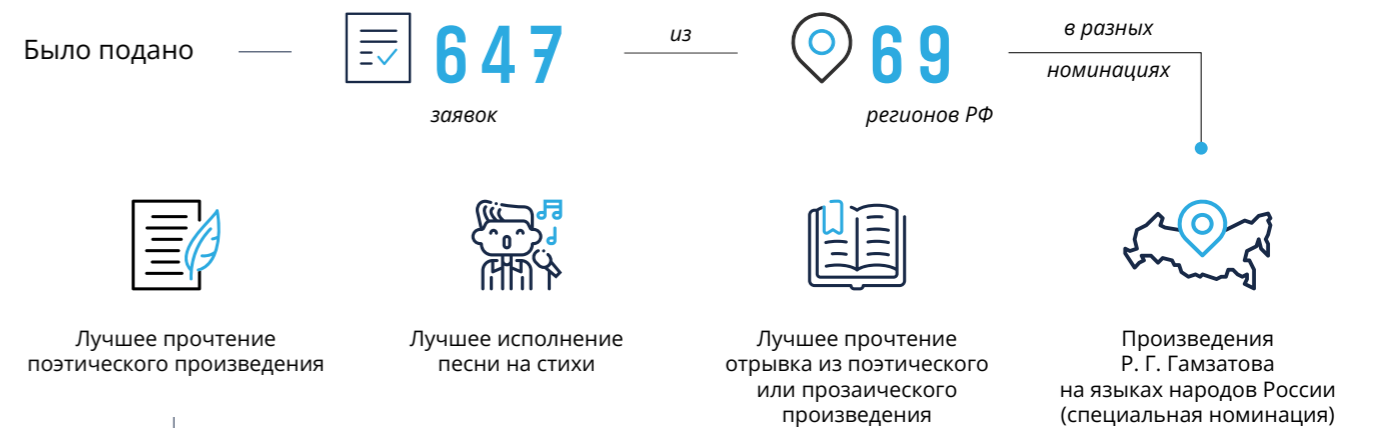 Было подано
647
заявок
из
69
регионов РФ
в разных
номинациях
Лучшее прочтение
поэтического произведения
Лучшее исполнение
песни на стихи
Лучшее прочтение
отрывка из поэтического
или прозаического
произведения
Произведения
Р. Г. Гамзатова
на языках народов России
(специальная номинация)